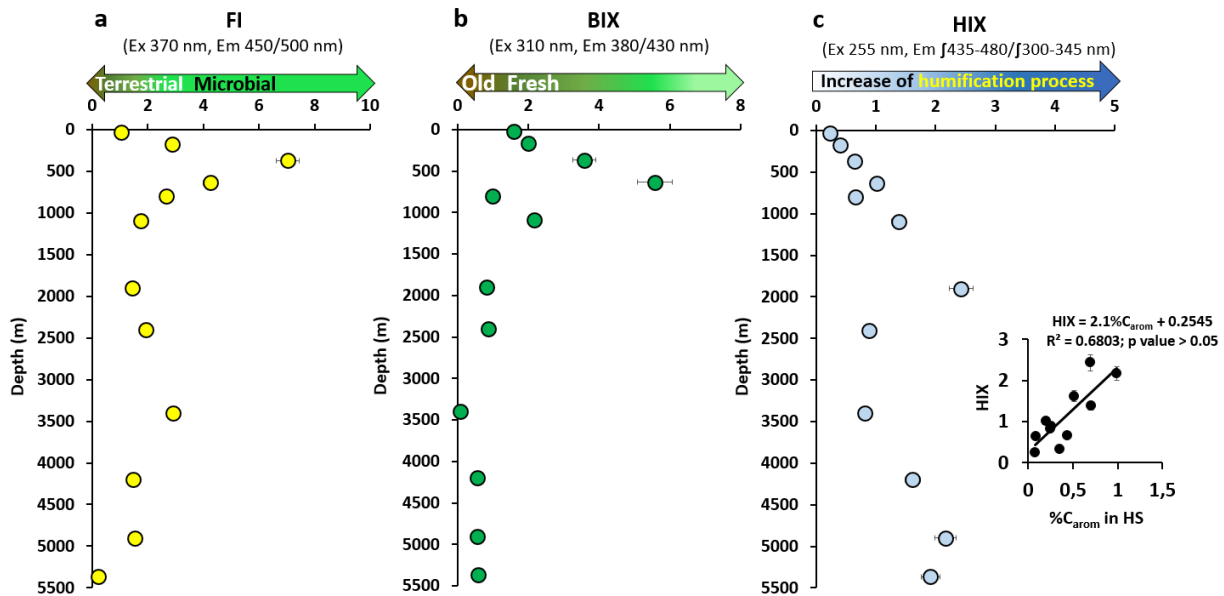 a
FI
(Ex 370 nm, Em 450/500 nm)
Terrestrial Microbial
0 2 4 6 8 10
0
500
1000
1500
2000
2500
3000
3500
4000
4500
5000
5500
Depth (m)
b
BIX
(Ex 310 nm, Em 380/430 nm)
Old Fresh
0 2 4 6 8
0
500
1000
1500
2000
2500
3000
3500
4000
4500
5000
5500
Depth (m)
c
HIX
(Ex 255 nm, Em ∫435-480/∫300-345 nm)
Increase of humification process
0 1 2 3 4 5
0
500
1000
1500
2000
2500
3000
3500
4000
4500
5000
5500
Depth (m)
HIX = 2.1%Carom + 0.2545
R² = 0.6803; p value > 0.05
3
2
1
0
HIX
0 0,5 1 1,5
%Carom in HS